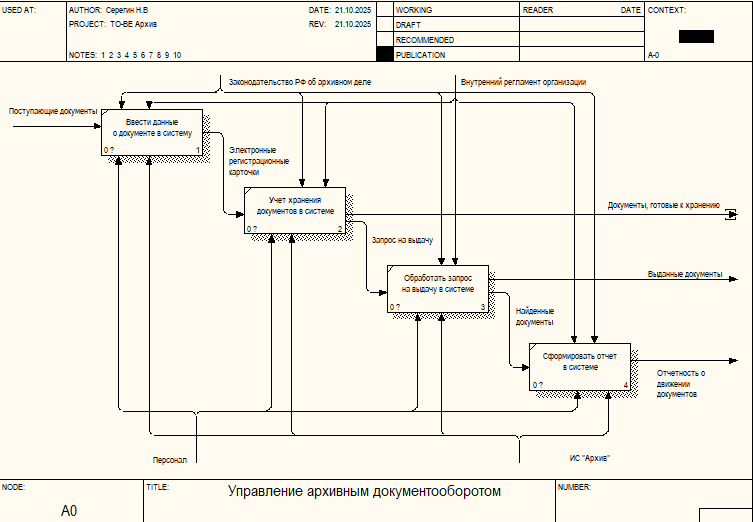 USED AT:
AUTHOR: Серегин Н.В
DATE: 21.10.2025
PROJECT: TO-BE Архив
REV: 21.10.2025
NOTES: 1 2 3 4 5 6 7 8 9 10
WORKING
DRAFT
RECOMMENDED
PUBLICATION
READER
DATE
CONTEXT:
A-0
Законодательство РФ об архивном деле
Внутренний регламент организации
Поступающие документы
Ввести данные
о документе в систему
0 ?
1
Электронные
регистрационные
карточки
Учет хранения
документов в системе
0 ?
2
Документы, готовые к хранению
Запрос на выдачу
Обработать запрос
на выдачу в системе
0 ?
3
Выданные документы
Найденные
документы
Сформировать отчет
в системе
0 ?
4
Отчетность о
движении
документов
Персонал
ИС "Архив"
NODE:
A0
TITLE:
Управление архивным документооборотом
NUMBER: